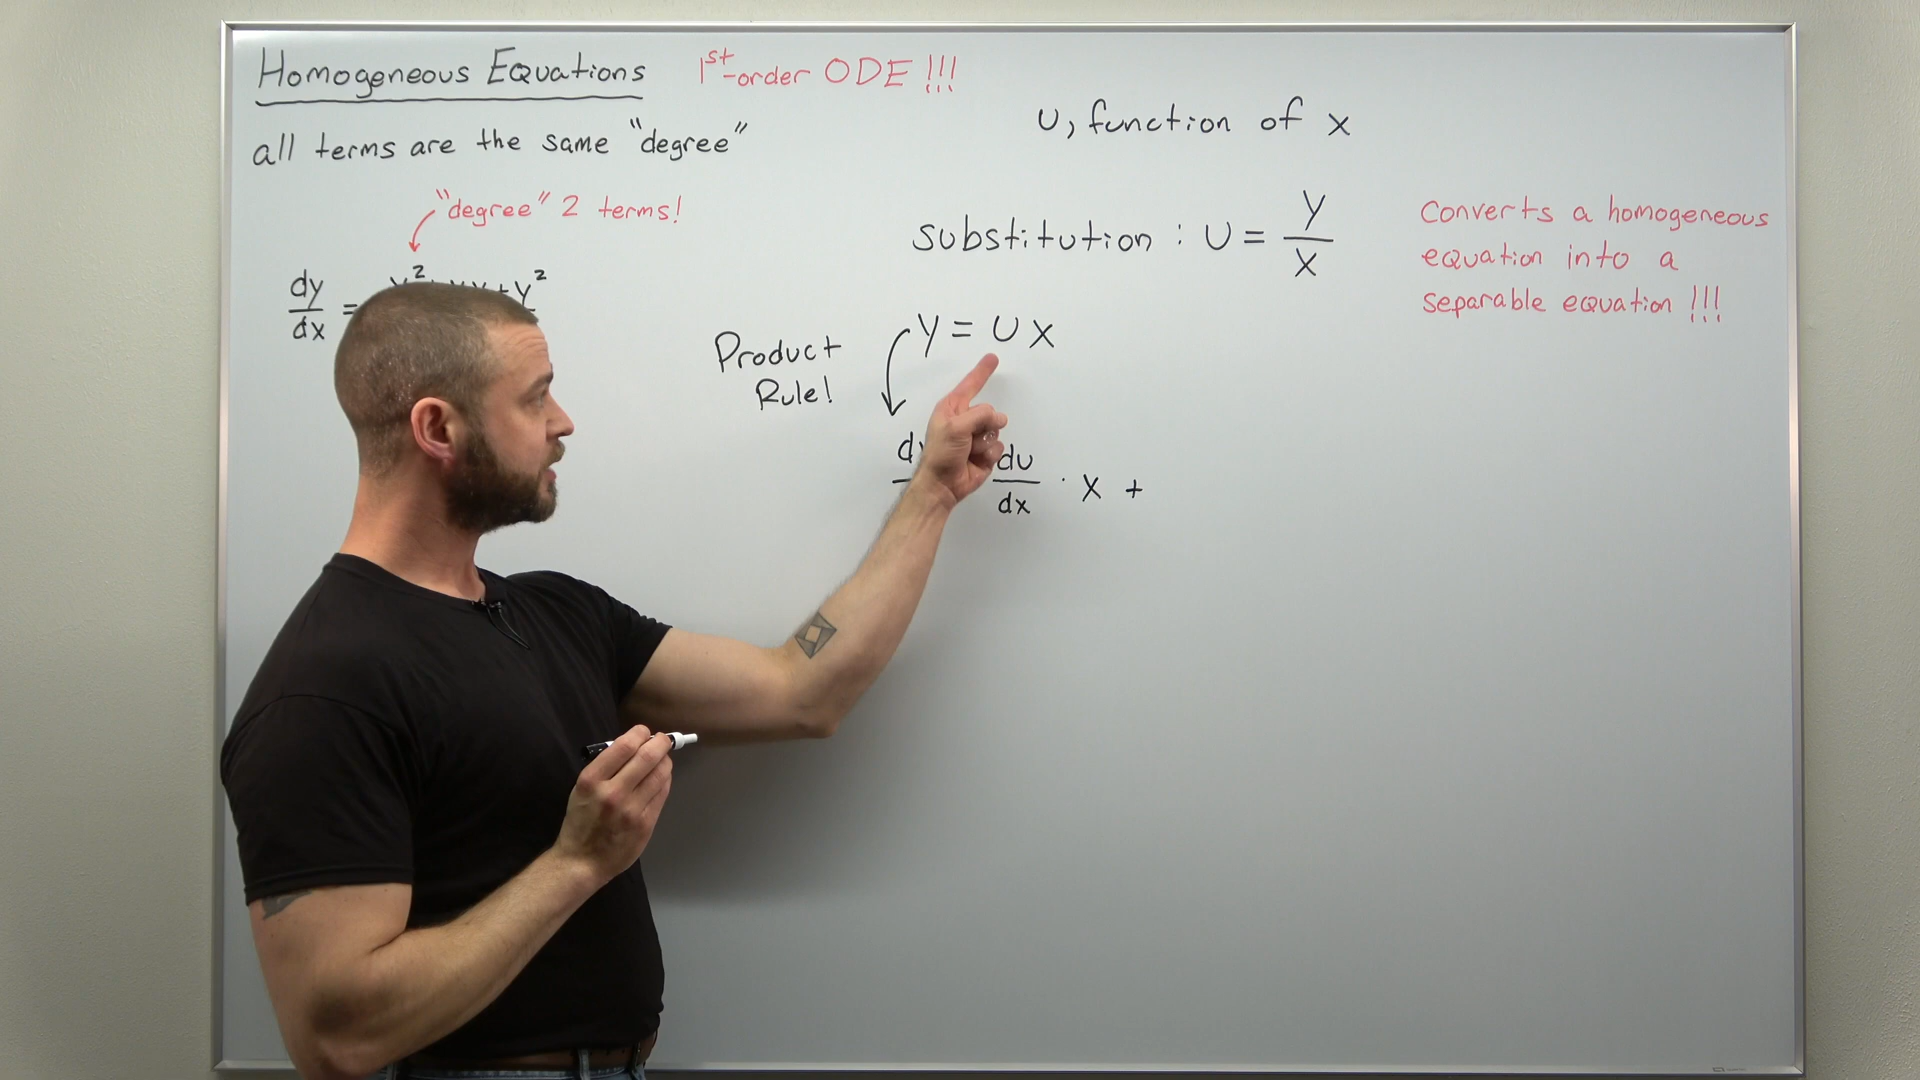 Homogeneous Equations
1st-order ODE !!!
all terms are the same "degree"
"degree" 2 terms!
dy/dx =
+ y²
u, function of x
substitution : u = y/x
Converts a homogeneous
equation into a
separable equation !!!
Product
Rule!
y = u x
du/dx · x +